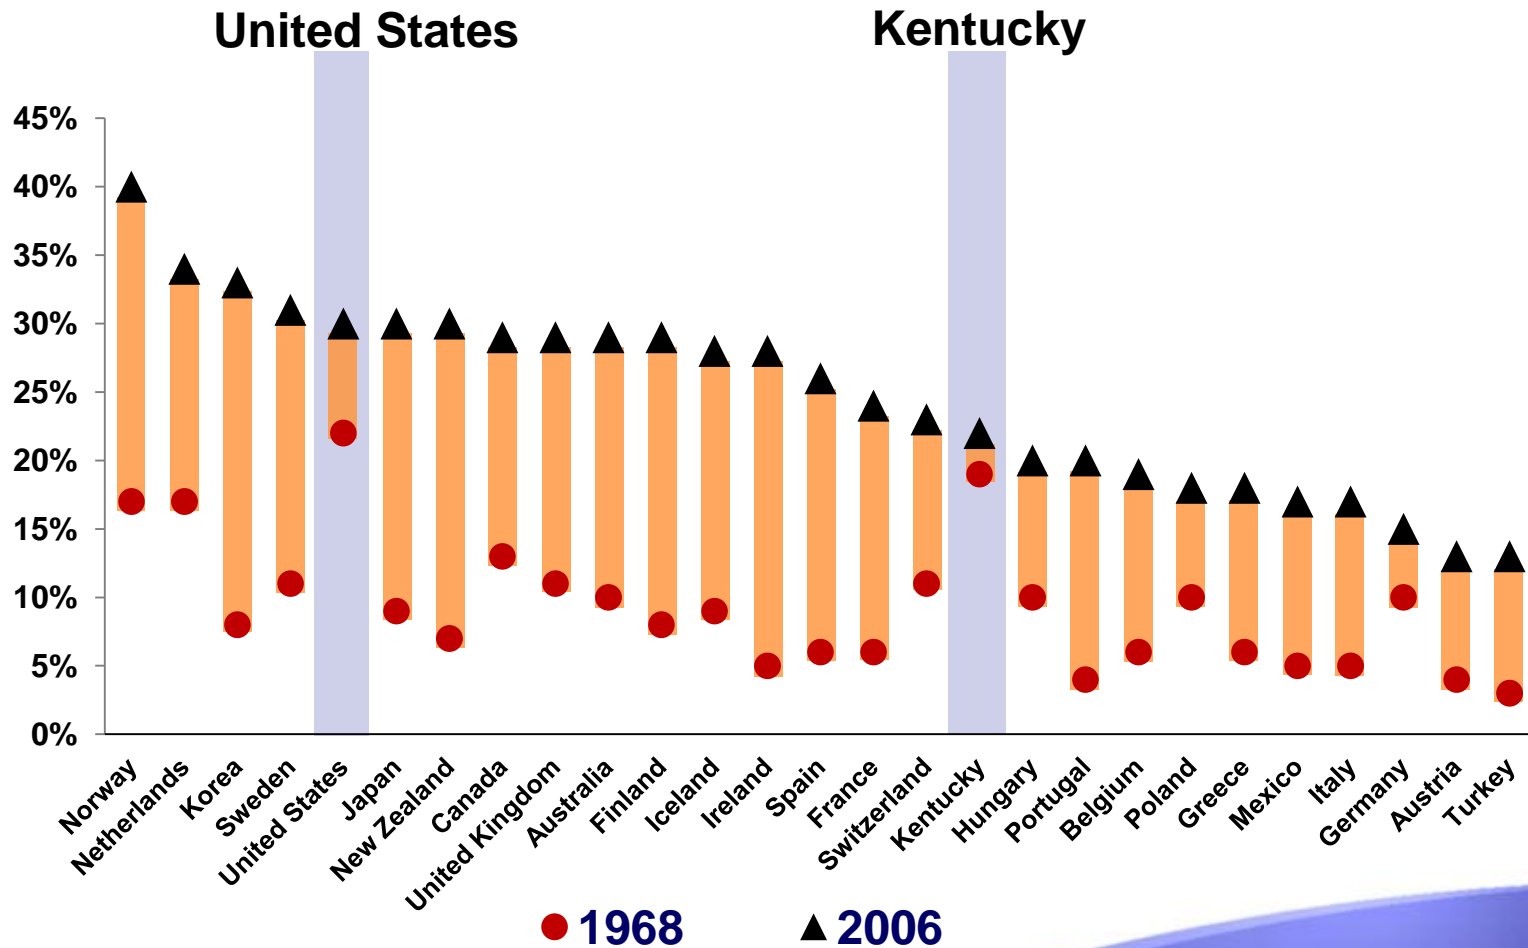 United States
Kentucky
45%
40%
35%
30%
25%
20%
15%
10%
5%
0%
Norway
Netherlands
Korea
Sweden
United States
Japan
New Zealand
Canada
United Kingdom
Australia
Finland
Iceland
Ireland
Spain
France
Switzerland
Kentucky
Hungary
Portugal
Belgium
Poland
Greece
Mexico
Italy
Germany
Austria
Turkey
1968
2006